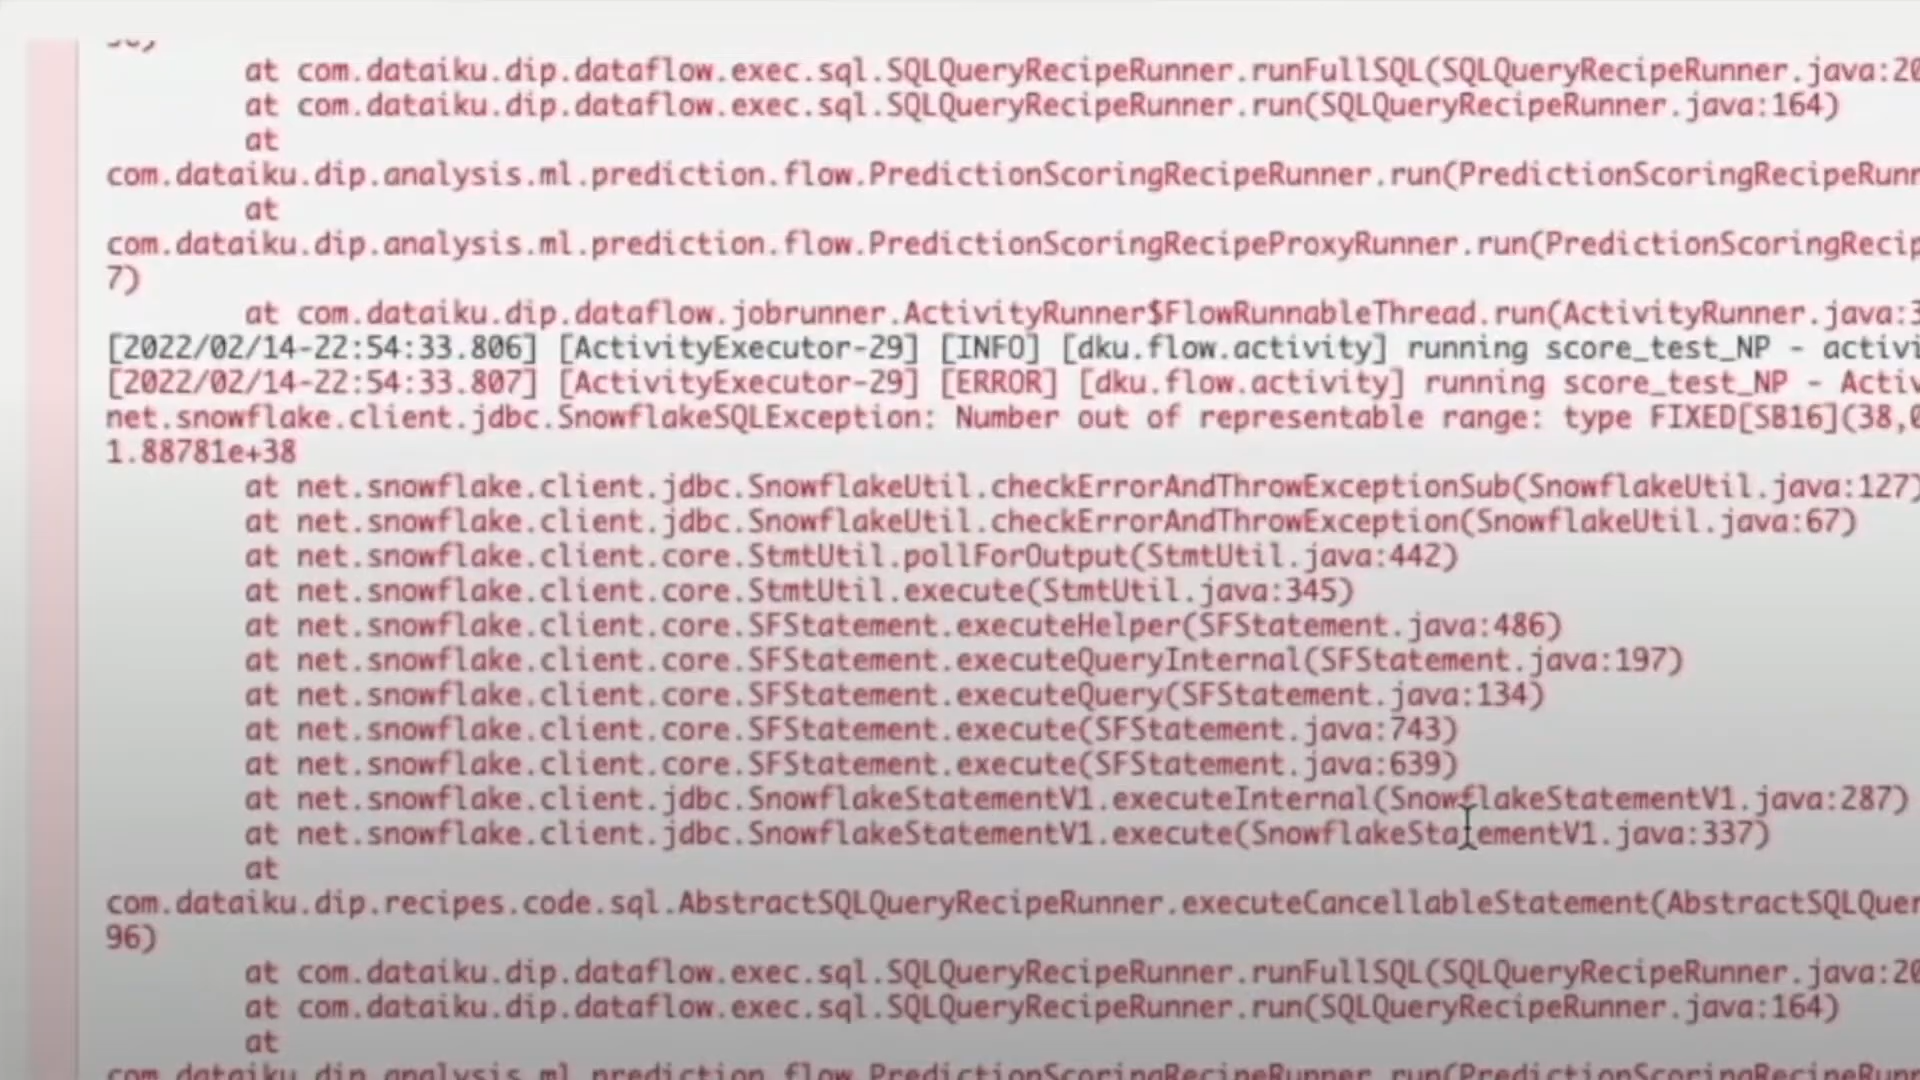 at com.dataiku.dip.dataflow.exec.sql.SQLQueryRecipeRunner.runFullSQL(SQLQueryRecipeRunner.java:20
at com.dataiku.dip.dataflow.exec.sql.SQLQueryRecipeRunner.run(SQLQueryRecipeRunner.java:164)
at
com.dataiku.dip.analysis.ml.prediction.flow.PredictionScoringRecipeRunner.run(PredictionScoringRecipeRunn
at
com.dataiku.dip.analysis.ml.prediction.flow.PredictionScoringRecipeProxyRunner.run(PredictionScoringRecip
7)
at com.dataiku.dip.dataflow.jobrunner.ActivityRunner$FlowRunnableThread.run(ActivityRunner.java:3
[2022/02/14-22:54:33.806] [ActivityExecutor-29] [INFO] [dku.flow.activity] running score_test_NP - activi
[2022/02/14-22:54:33.807] [ActivityExecutor-29] [ERROR] [dku.flow.activity] running score_test_NP - Activ
net.snowflake.client.jdbc.SnowflakeSQLException: Number out of representable range: type FIXED[SB16](38,0
1.88781e+38
at net.snowflake.client.jdbc.SnowflakeUtil.checkErrorAndThrowExceptionSub(SnowflakeUtil.java:127)
at net.snowflake.client.jdbc.SnowflakeUtil.checkErrorAndThrowException(SnowflakeUtil.java:67)
at net.snowflake.client.core.StmtUtil.pollForOutput(StmtUtil.java:442)
at net.snowflake.client.core.StmtUtil.execute(StmtUtil.java:345)
at net.snowflake.client.core.SFStatement.executeHelper(SFStatement.java:486)
at net.snowflake.client.core.SFStatement.executeQueryInternal(SFStatement.java:197)
at net.snowflake.client.core.SFStatement.executeQuery(SFStatement.java:134)
at net.snowflake.client.core.SFStatement.execute(SFStatement.java:743)
at net.snowflake.client.core.SFStatement.execute(SFStatement.java:639)
at net.snowflake.client.jdbc.SnowflakeStatementV1.executeInternal(SnowflakeStatementV1.java:287)
at net.snowflake.client.jdbc.SnowflakeStatementV1.execute(SnowflakeStatementV1.java:337)
at
com.dataiku.dip.recipes.code.sql.AbstractSQLQueryRecipeRunner.executeCancellableStatement(AbstractSQLQuer
96)
at com.dataiku.dip.dataflow.exec.sql.SQLQueryRecipeRunner.runFullSQL(SQLQueryRecipeRunner.java:20
at com.dataiku.dip.dataflow.exec.sql.SQLQueryRecipeRunner.run(SQLQueryRecipeRunner.java:164)
at
com.dataiku.dip.analysis.ml.prediction.flow.PredictionScoringRecipeRunner.run(PredictionScoringRecipeRunn